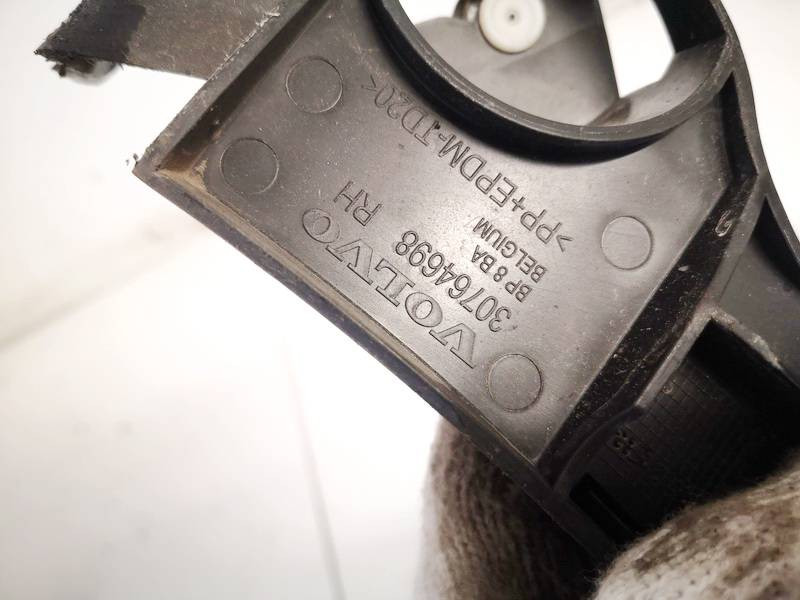 VOLVO
30764698 RH
BP 8 BA
BELGIUM
>PP+EPDM-TD20<